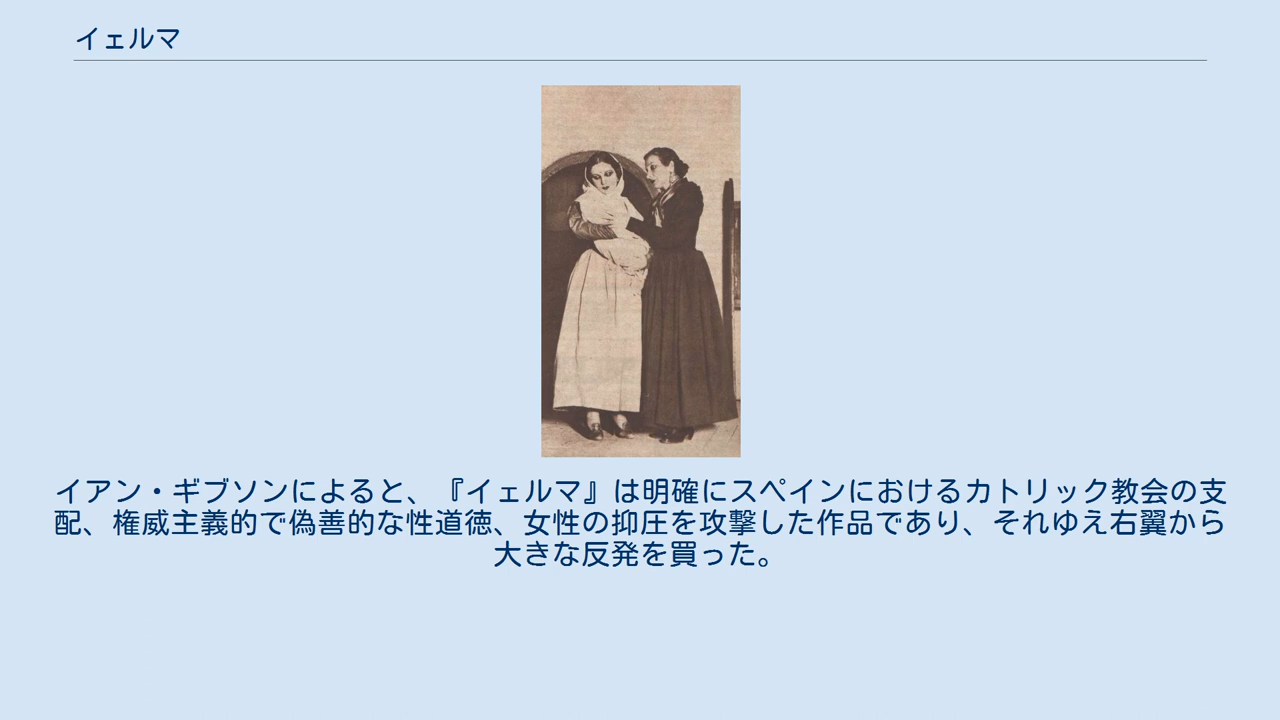 イェルマ
イアン・ギブソンによると、『イェルマ』は明確にスペインにおけるカトリック教会の支
配、権威主義的で偽善的な性道徳、女性の抑圧を攻撃した作品であり、それゆえ右翼から
大きな反発を買った。